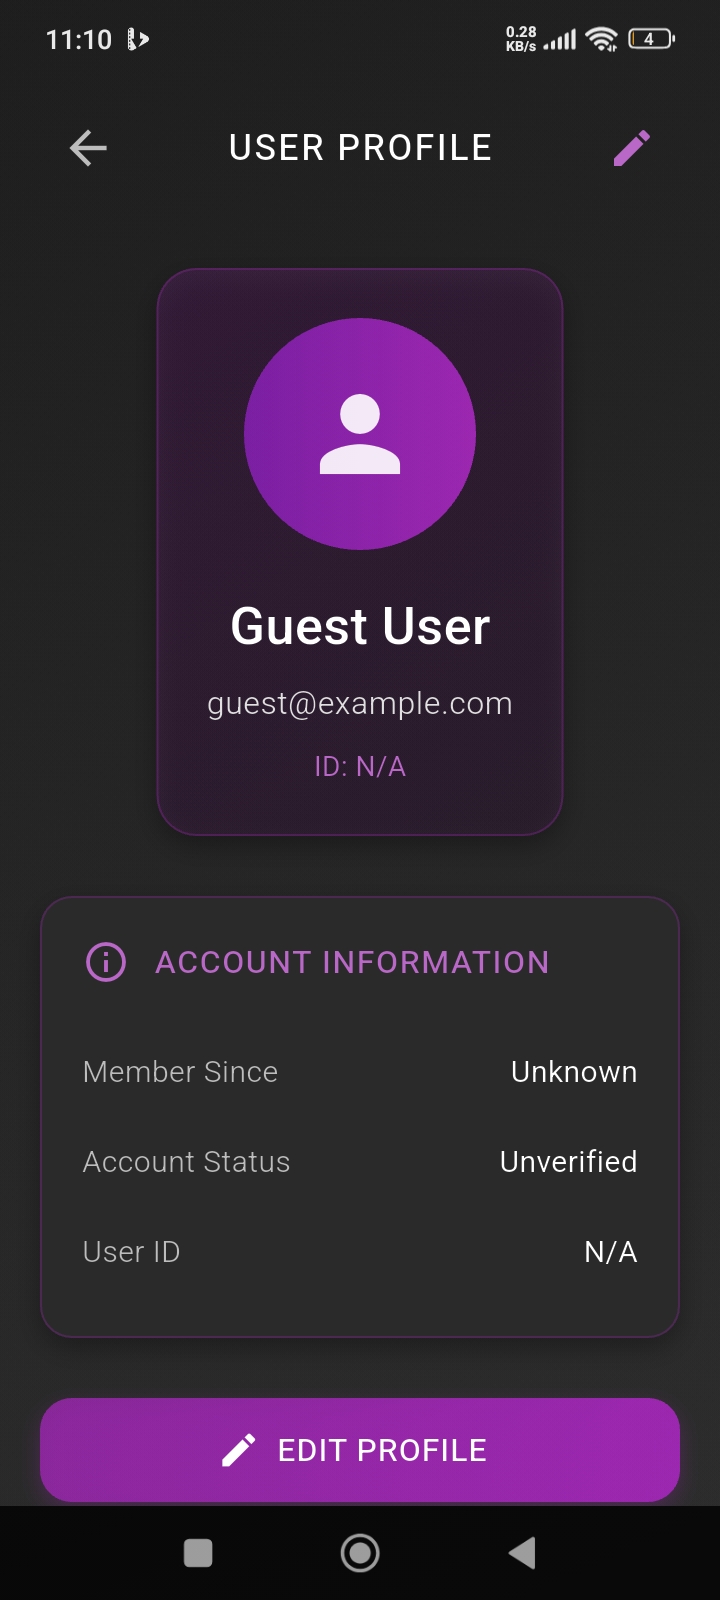 11:10
0.28
KB/s
4
USER PROFILE
Guest User
guest@example.com
ID: N/A
ACCOUNT INFORMATION
Member Since Unknown
Account Status Unverified
User ID N/A
EDIT PROFILE